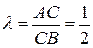 λ = AC/CB = 1/2